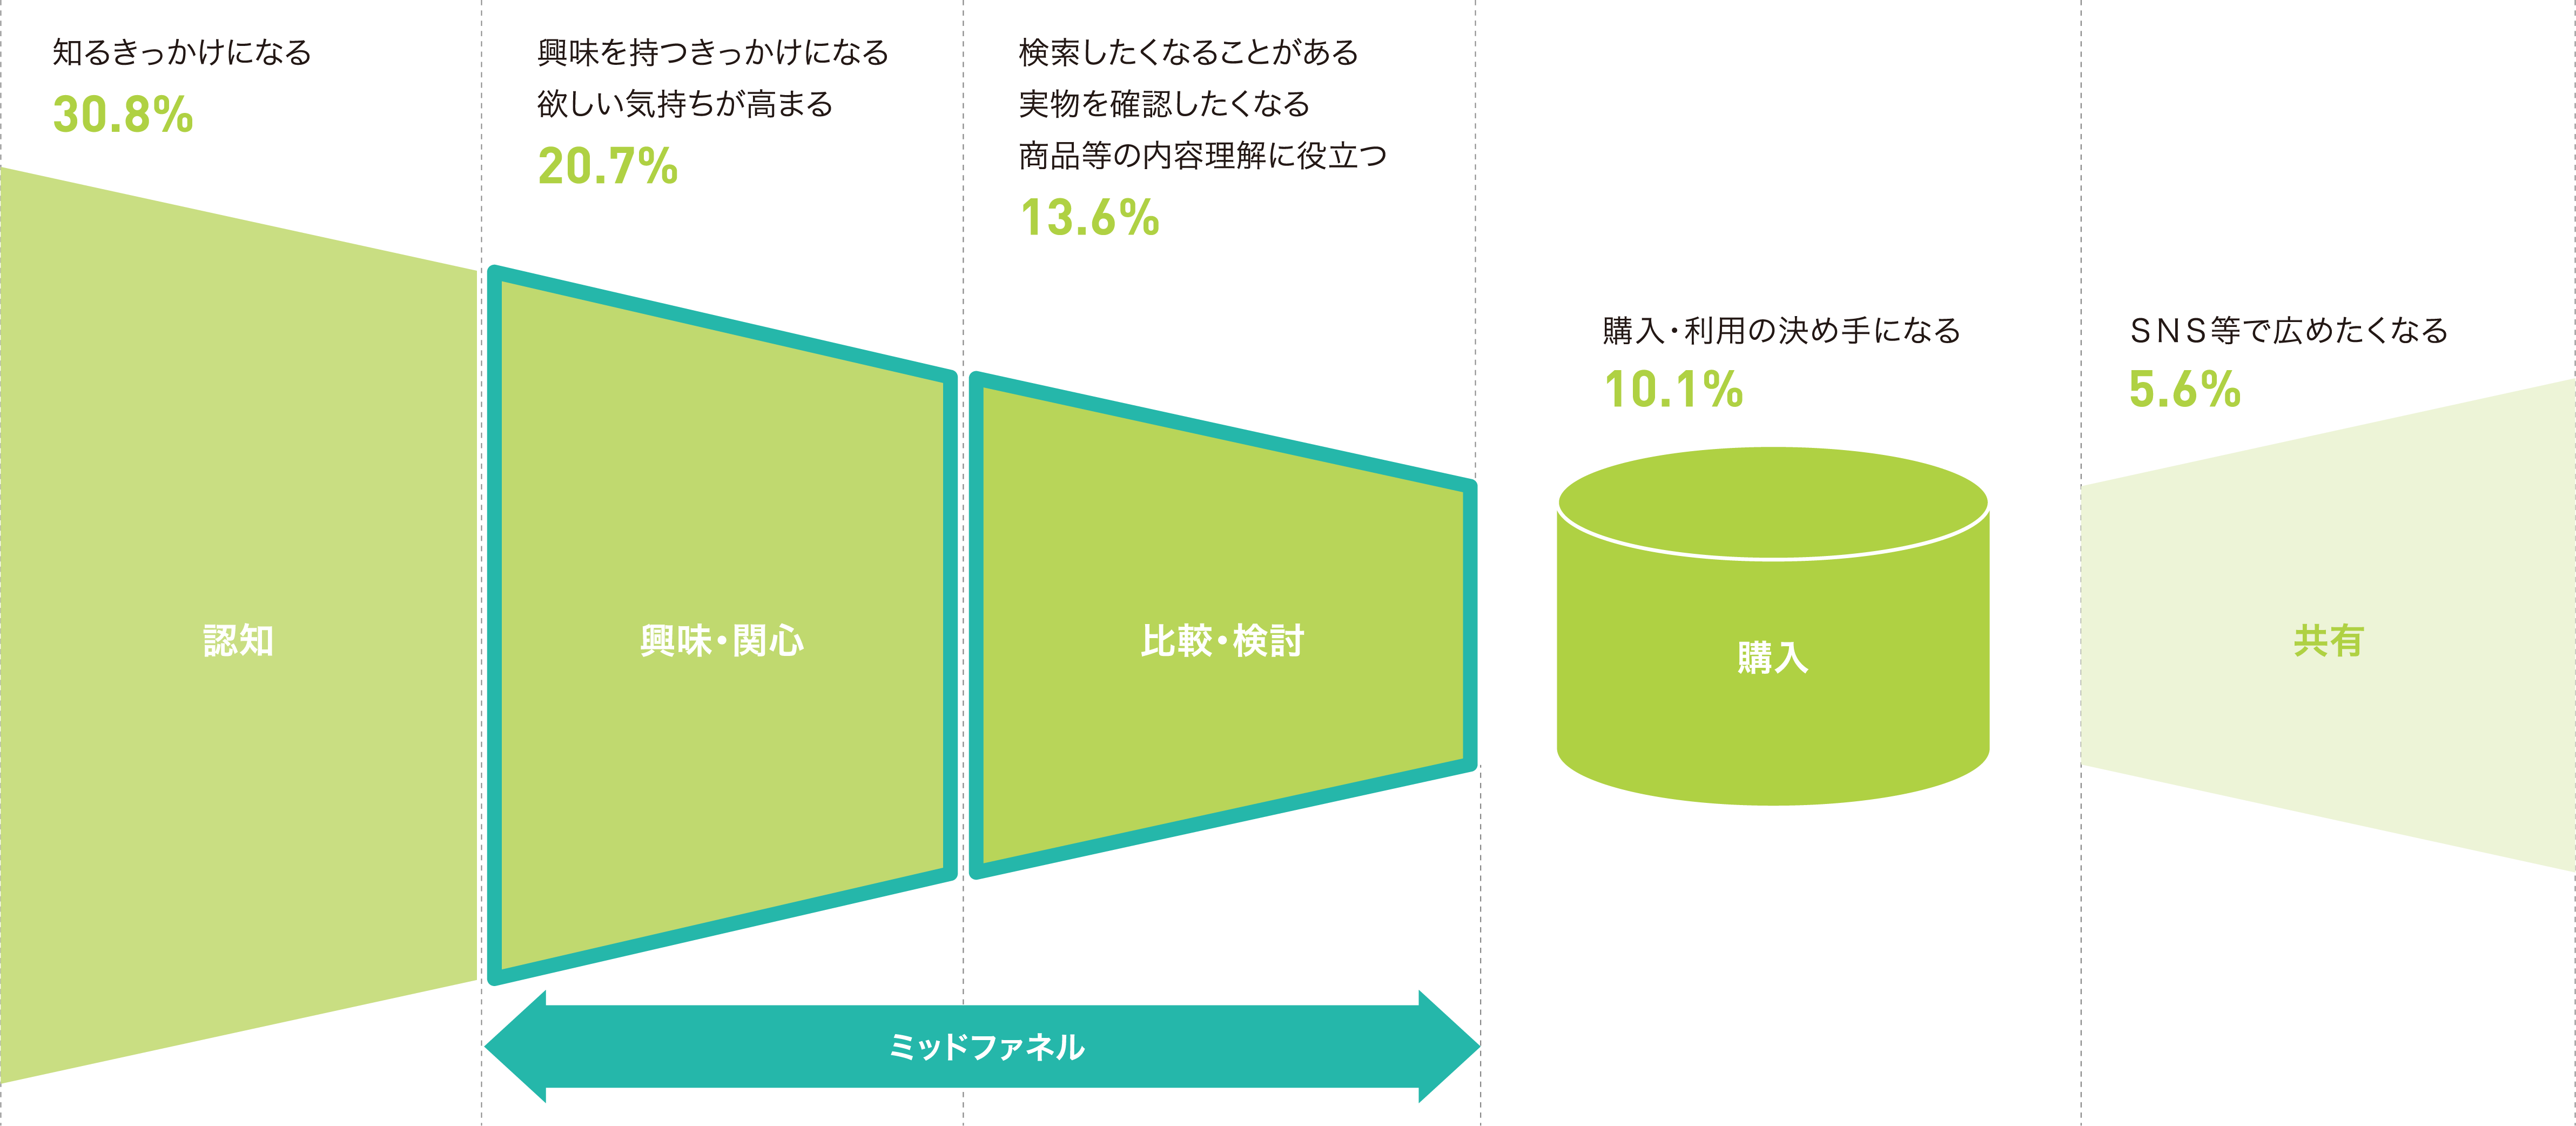 知るきっかけになる
30.8%
興味を持つきっかけになる
欲しい気持ちが高まる
20.7%
検索したくなることがある
実物を確認したくなる
商品等の内容理解に役立つ
13.6%
購入・利用の決め手になる
10.1%
ＳＮＳ等で広めたくなる
5.6%
認知
興味・関心
比較・検討
購入
共有
ミッドファネル